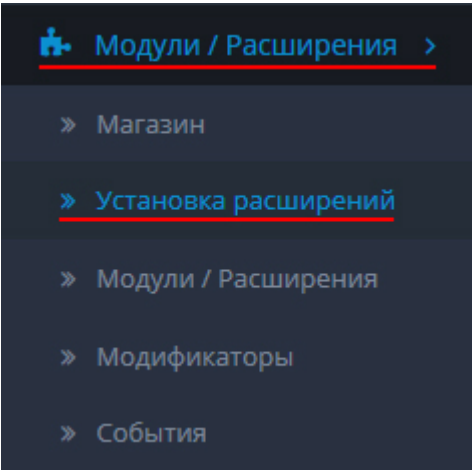 Модули / Расширения
Магазин
Установка расширений
Модули / Расширения
Модификаторы
События